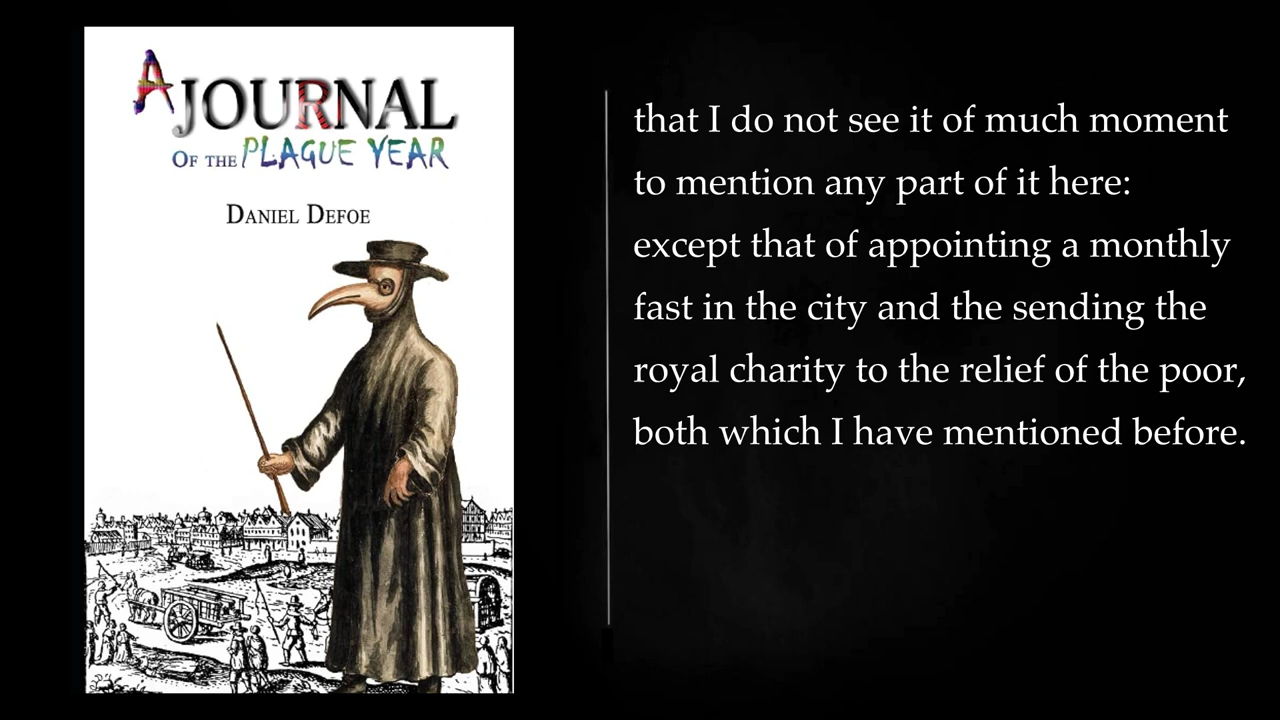 A JOURNAL
OF THE PLAGUE YEAR
DANIEL DEFOE
that I do not see it of much moment
to mention any part of it here:
except that of appointing a monthly
fast in the city and the sending the
royal charity to the relief of the poor,
both which I have mentioned before.